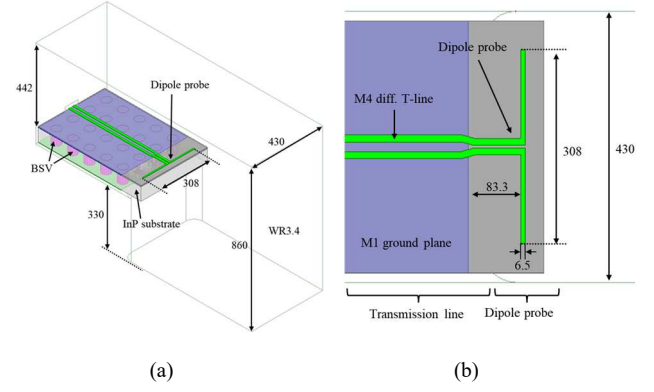 Dipole probe
442
430
BSV
308
InP substrate
330
WR3.4
860
(a)
Dipole probe
M4 diff. T-line
308
430
83.3
M1 ground plane
6.5
Transmission line
Dipole probe
(b)